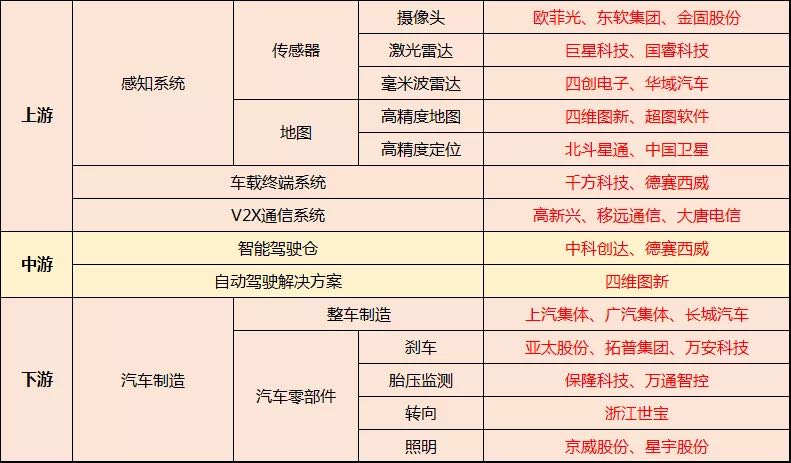 上游
感知系统
传感器
摄像头
欧菲光、东软集团、金固股份
激光雷达
巨星科技、国睿科技
毫米波雷达
四创电子、华域汽车
地图
高精度地图
四维图新、超图软件
高精度定位
北斗星通、中国卫星
车载终端系统
千方科技、德赛西威
V2X通信系统
高新兴、移远通信、大唐电信
中游
智能驾驶仓
中科创达、德赛西威
自动驾驶解决方案
四维图新
下游
汽车制造
整车制造
上汽集体、广汽集体、长城汽车
汽车零部件
刹车
亚太股份、拓普集团、万安科技
胎压监测
保隆科技、万通智控
转向
浙江世宝
照明
京威股份、星宇股份